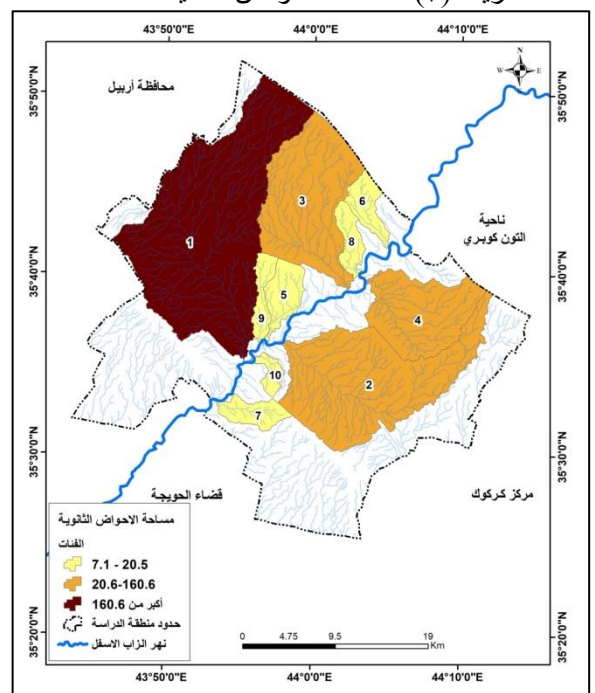 43°50'0"E 44°0'0"E 44°10'0"E
N
W E
S
35°50'0"N 35°50'0"N
محافظة أربيل
3
6
ناحية
التون كوبري
1
8
35°40'0"N 35°40'0"N
5
9
4
10
2
7
35°30'0"N 35°30'0"N
قضاء الحويجة
مركز كركوك
مساحة الاحواض الثانوية
الفئات
7.1 - 20.5
20.6-160.6
أكبر من 160.6
حدود منطقة الدراسة
نهر الزاب الاسفل
0 4.75 9.5 19
Km
35°20'0"N 35°20'0"N
43°50'0"E 44°0'0"E 44°10'0"E